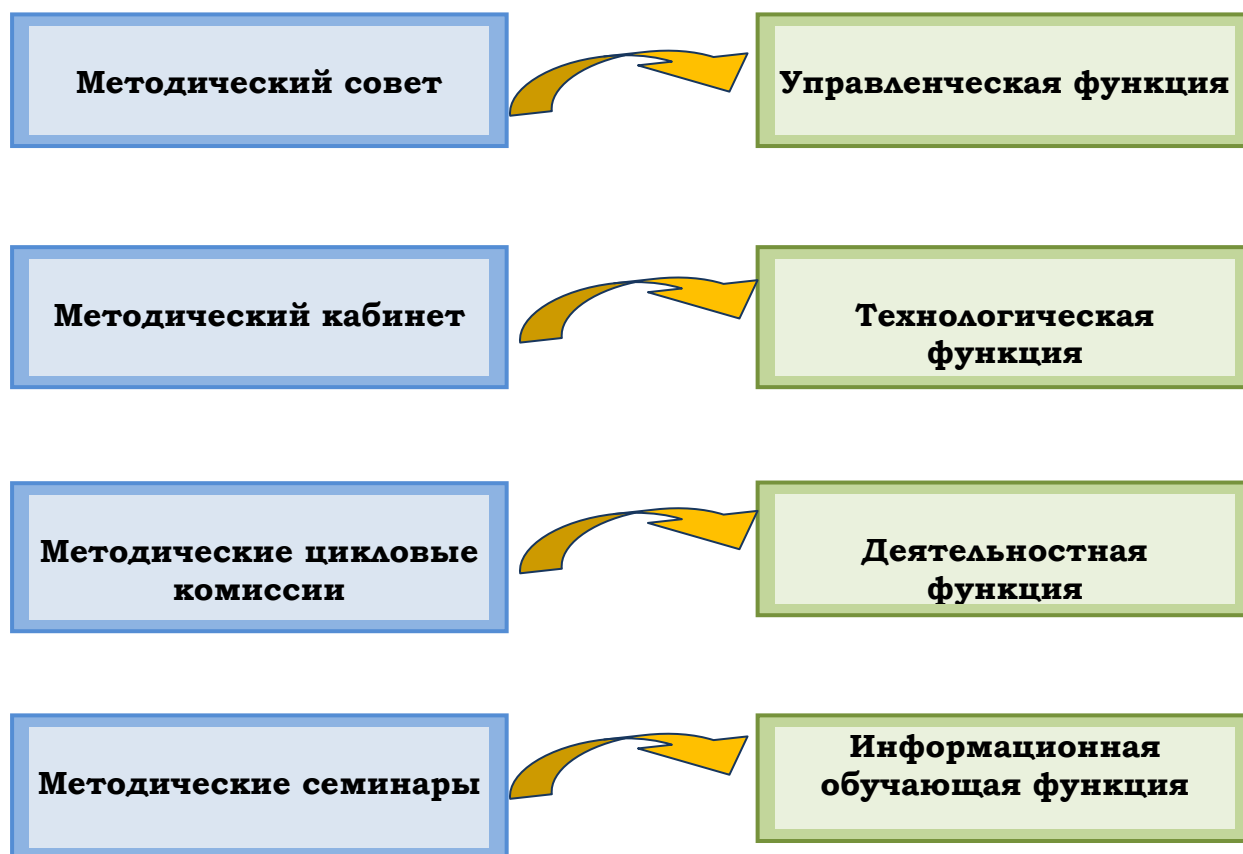 Методический совет
Управленческая функция
Методический кабинет
Технологическая
функция
Методические цикловые
комиссии
Деятельностная
функция
Методические семинары
Информационная
обучающая функция